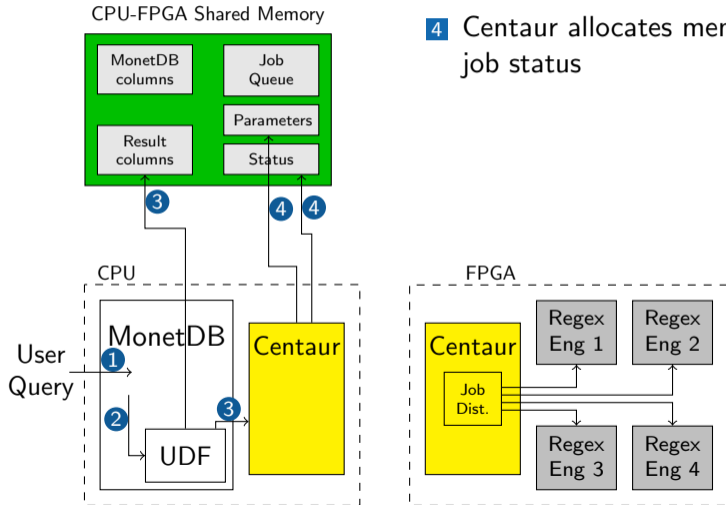 CPU-FPGA Shared Memory
4 Centaur allocates
job status
MonetDB
columns
Job
Queue
Parameters
Result
columns
Status
3
4
4
CPU
FPGA
MonetDB
Centaur
User
Query
1
2
3
UDF
Centaur
Job
Dist.
Regex
Eng 1
Regex
Eng 2
Regex
Eng 3
Regex
Eng 4